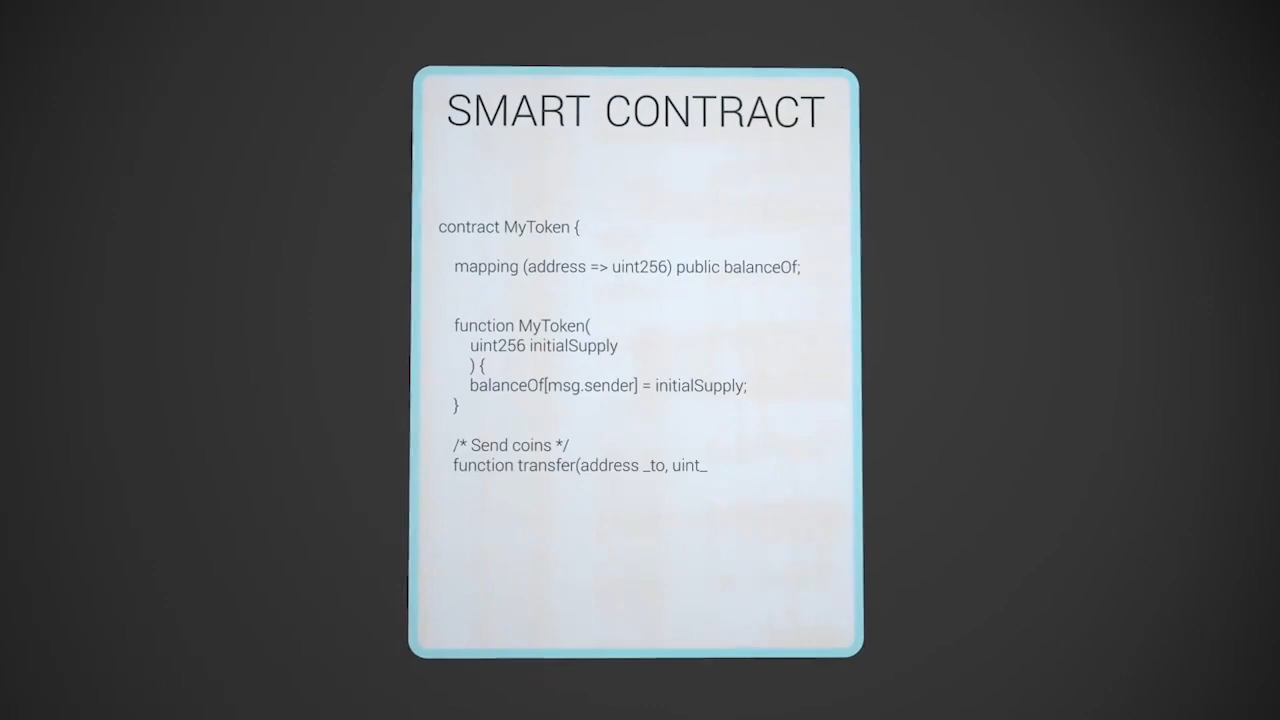 SMART CONTRACT
contract MyToken {
mapping (address => uint256) public balanceOf;
function MyToken(
uint256 initialSupply
) {
balanceOf[msg.sender] = initialSupply;
}
/* Send coins */
function transfer(address _to, uint_